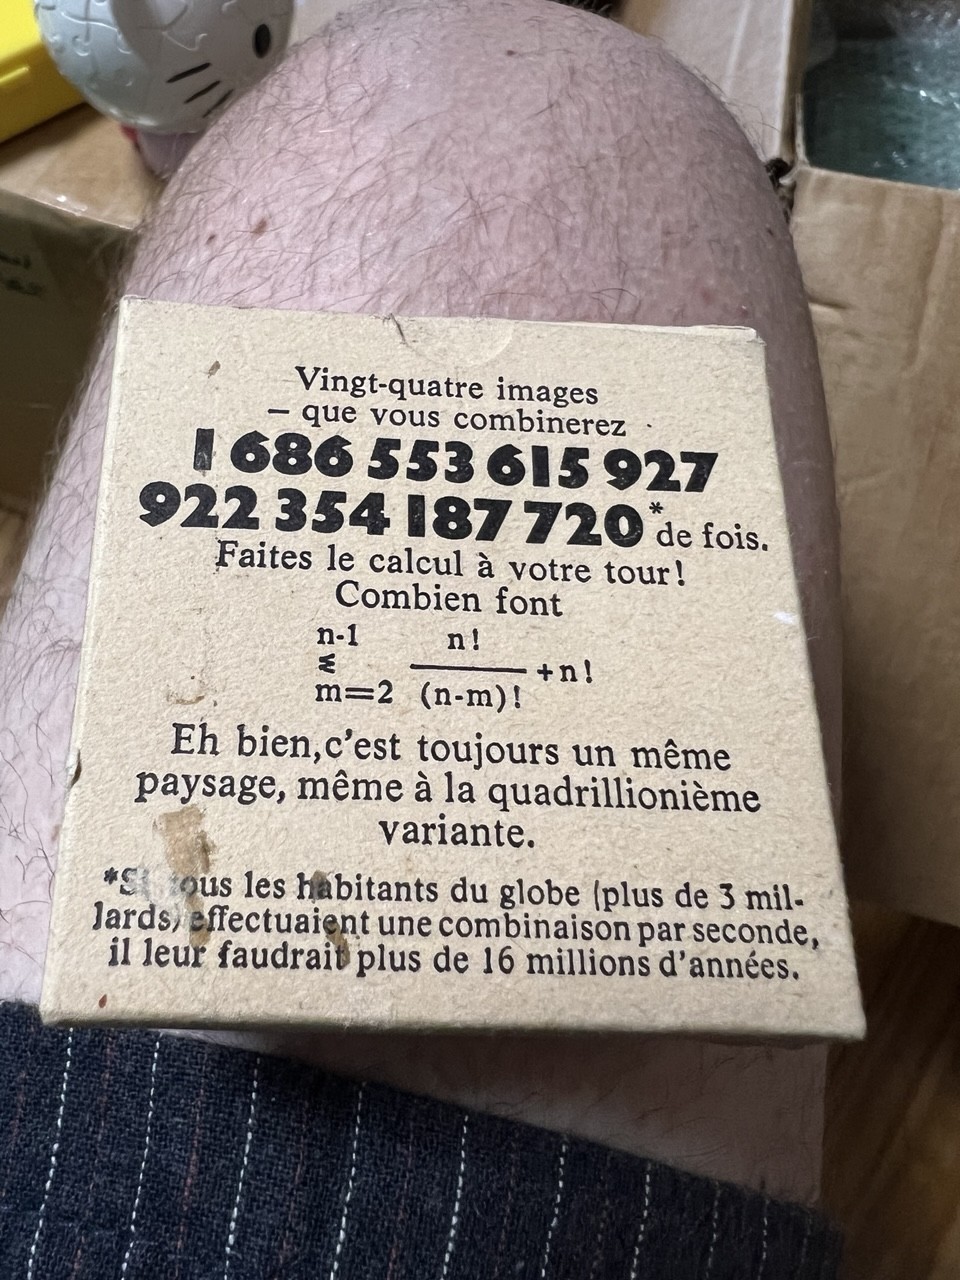 Vingt-quatre images
– que vous combinerez
1 686 553 615 927
922 354 187 720* de fois.
Faites le calcul à votre tour!
Combien font
n-1 n!
Σ +n!
m=2 (n-m)!
Eh bien,c'est toujours un même
paysage, même à la quadrillionième
variante.
*Si tous les habitants du globe (plus de 3 mil-
lards) effectuaient une combinaison par seconde,
il leur faudrait plus de 16 millions d'années.